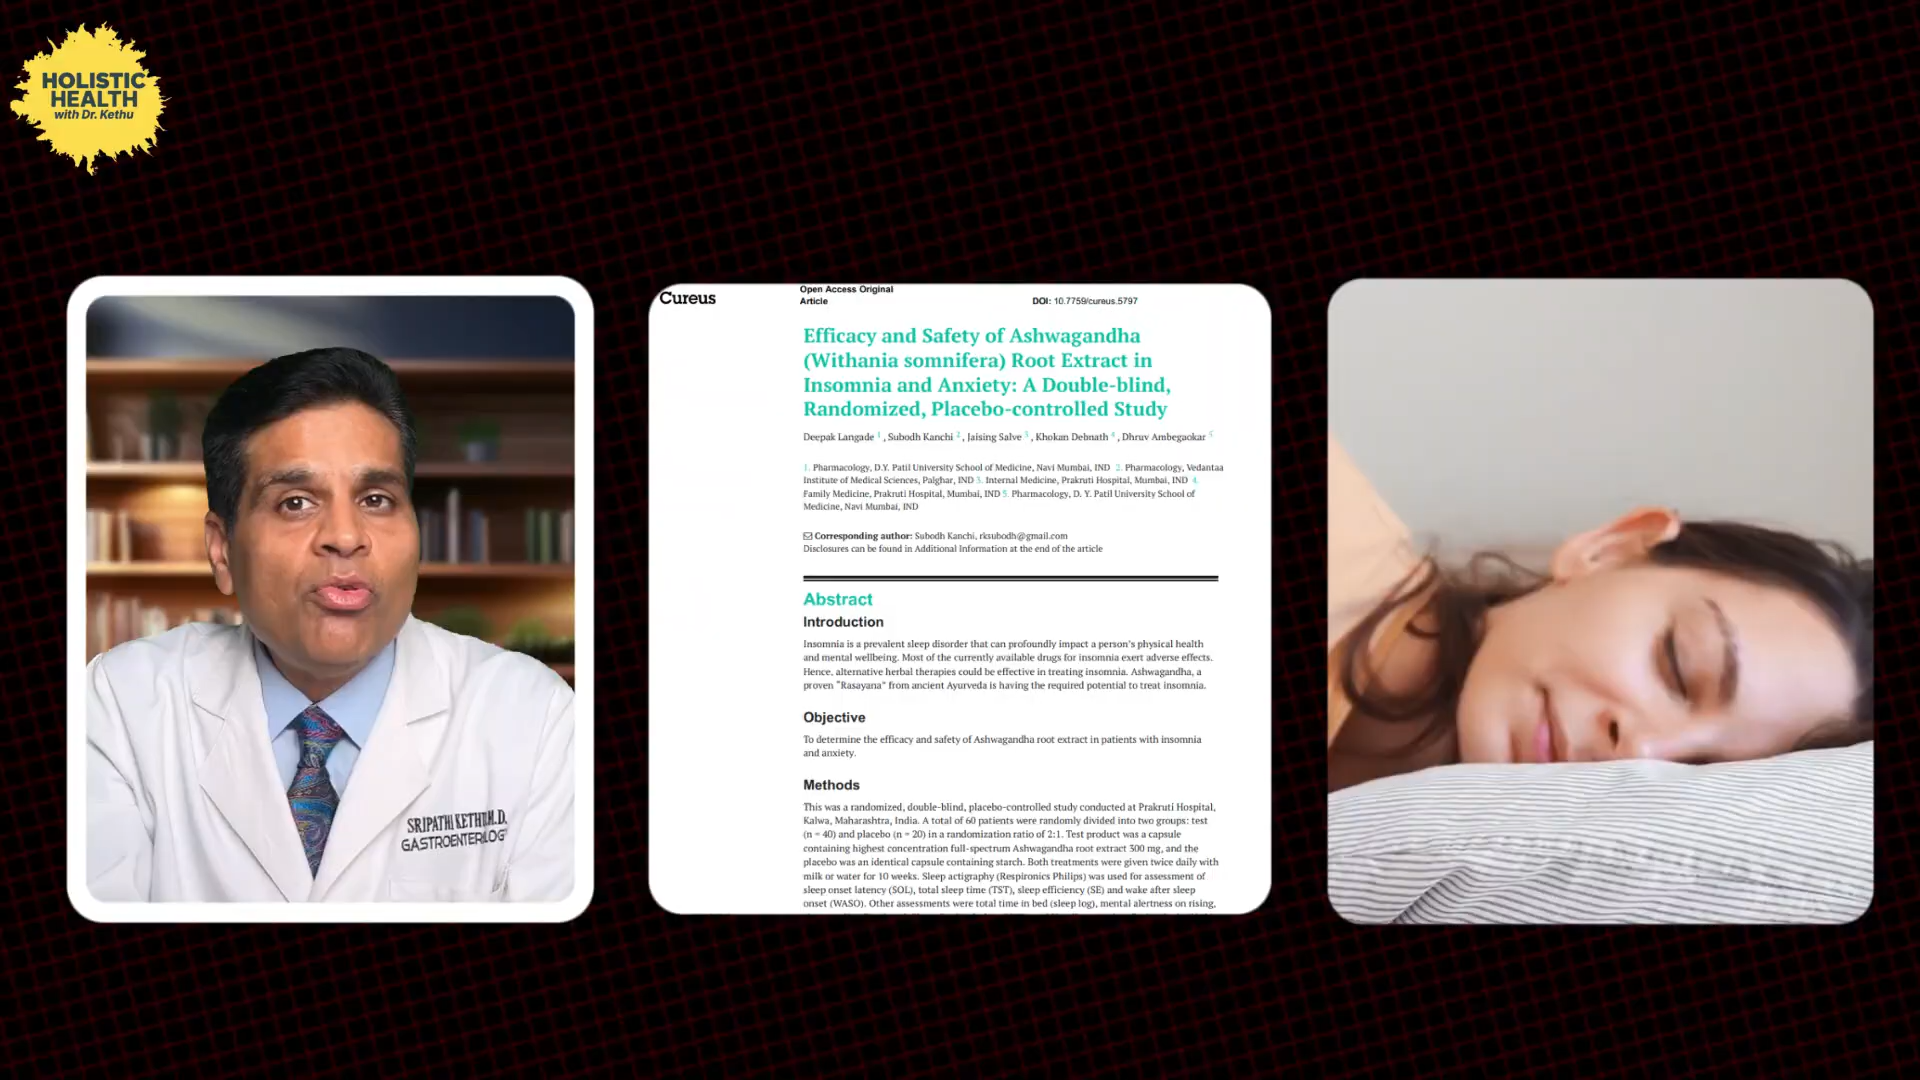 HOLISTIC
HEALTH
with Dr. Kethu
SRIPATHI KETHU M.D.
Cureus
Open Access Original
Article
DOI: 10.7759/cureus.5797
Efficacy and Safety of Ashwagandha
(Withania somnifera) Root Extract in
Insomnia and Anxiety: A Double-blind,
Randomized, Placebo-controlled Study
Deepak Langade 1 , Subodh Kanchi 2 , Jaising Salve 3 , Khokan Debnath 4 , Dhruv Ambegaokar 5
1. Pharmacology, D.Y. Patil University School of Medicine, Navi Mumbai, IND 2. Pharmacology, Vedantaa
Institute of Medical Sciences, Palghar, IND 3. Internal Medicine, Prakruti Hospital, Mumbai, IND 4.
Family Medicine, Prakruti Hospital, Mumbai, IND 5. Pharmacology, D. Y. Patil University School of
Medicine, Navi Mumbai, IND
Corresponding author: Subodh Kanchi, rksubodh@gmail.com
Disclosures can be found in Additional Information at the end of the article
Abstract
Introduction
Insomnia is a prevalent sleep disorder that can profoundly impact a person's physical health
and mental wellbeing. Most of the currently available drugs for insomnia exert adverse effects.
Hence, alternative herbal therapies could be effective in treating insomnia. Ashwagandha, a
proven “Rasayana” from ancient Ayurveda is having the required potential to treat insomnia.
Objective
To determine the efficacy and safety of Ashwagandha root extract in patients with insomnia
and anxiety.
Methods
This was a randomized, double-blind, placebo-controlled study conducted at Prakruti Hospital,
Kalwa, Maharashtra, India. A total of 60 patients were randomly divided into two groups: test
(n = 40) and placebo (n = 20) in a randomization ratio of 2:1. Test product was a capsule
containing highest concentration full-spectrum Ashwagandha root extract 300 mg, and the
placebo was an identical capsule containing starch. Both treatments were given twice daily with
milk or water for 10 weeks. Sleep actigraphy (Respironics Philips) was used for assessment of
sleep onset latency (SOL), total sleep time (TST), sleep efficiency (SE) and wake after sleep
onset (WASO). Other assessments were total time in bed (sleep log), mental alertness on rising,